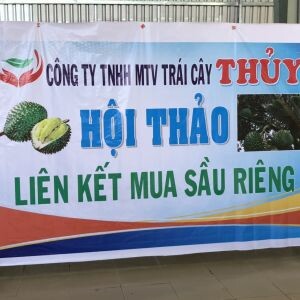 CÔNG TY TNHH MTV TRÁI CÂY THỦY
HỘI THẢO
LIÊN KẾT MUA SẦU RIÊNG